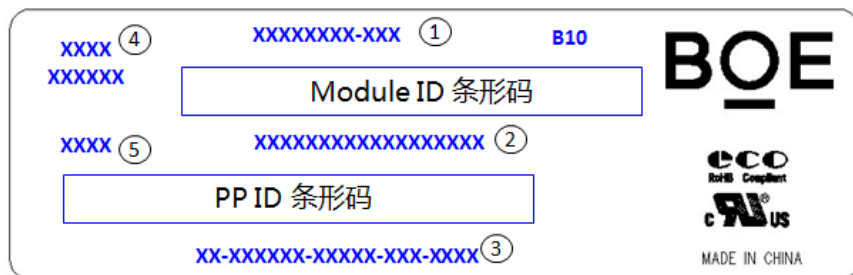 XXXX ④ XXXXXXXX-XXX ① B10
XXXXXX
BOE
Module ID 条形码
XXXX ⑤ XXXXXXXXXXXXXXXXXX ②
eco
RoHS Compliant
PP ID 条形码
c UL US
XX-XXXXXX-XXXXX-XXX-XXXX ③
MADE IN CHINA